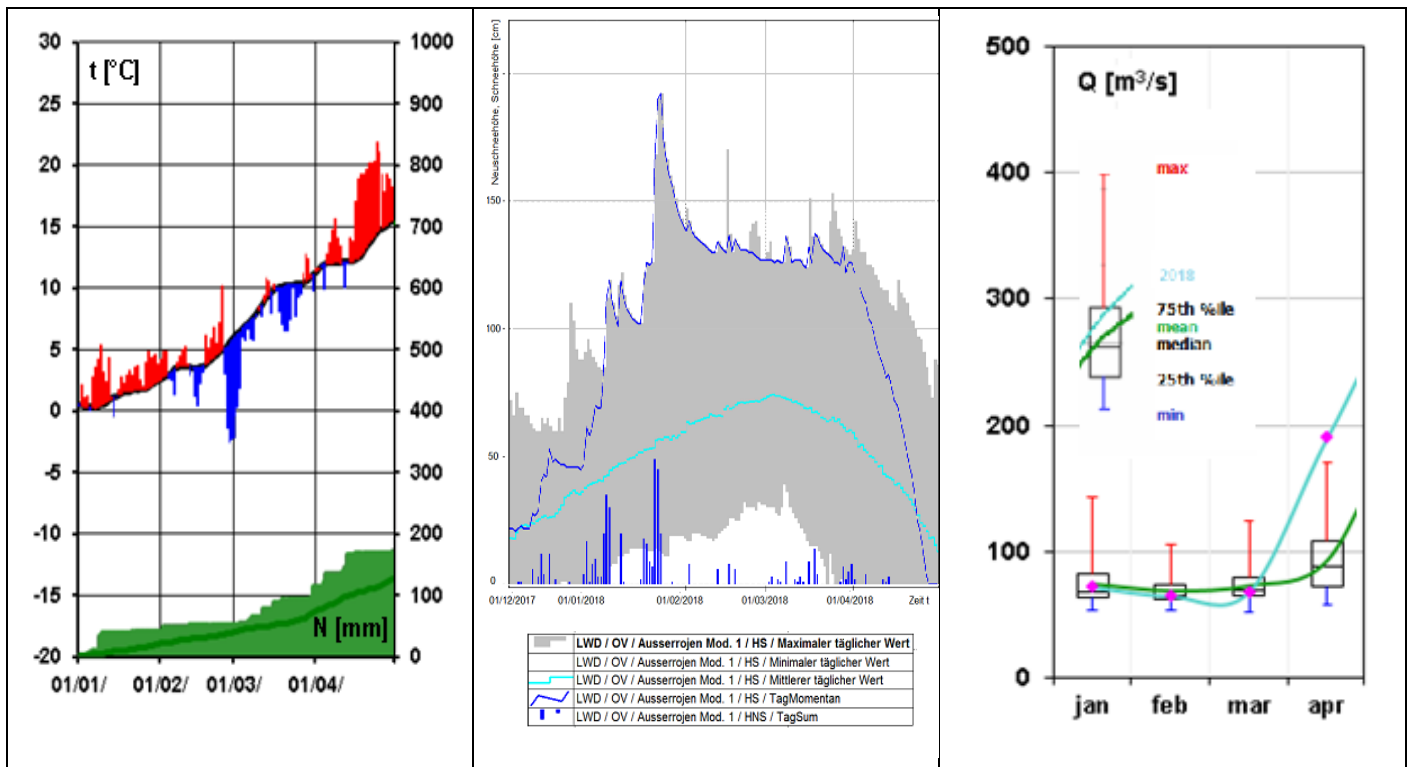 30
25
20
15
10
5
0
-5
-10
-15
-20
t [°C]
1000
900
800
700
600
500
400
300
200
100
0
N [mm]
01/01/
01/02/
01/03/
01/04/
Neuschneehöhe, Schneehöhe [cm]
150
100
50
0
01/12/2017
01/01/2018
01/02/2018
01/03/2018
01/04/2018
Zeit t
LWD / OV / Ausserrojen Mod. 1 / HS / Maximaler täglicher Wert
LWD / OV / Ausserrojen Mod. 1 / HS / Minimaler täglicher Wert
LWD / OV / Ausserrojen Mod. 1 / HS / Mittlerer täglicher Wert
LWD / OV / Ausserrojen Mod. 1 / HS / TagMomentan
LWD / OV / Ausserrojen Mod. 1 / HNS / TagSum
500
400
300
200
100
0
Q [m³/s]
max
2018
75th %ile
mean
median
25th %ile
min
jan
feb
mar
apr